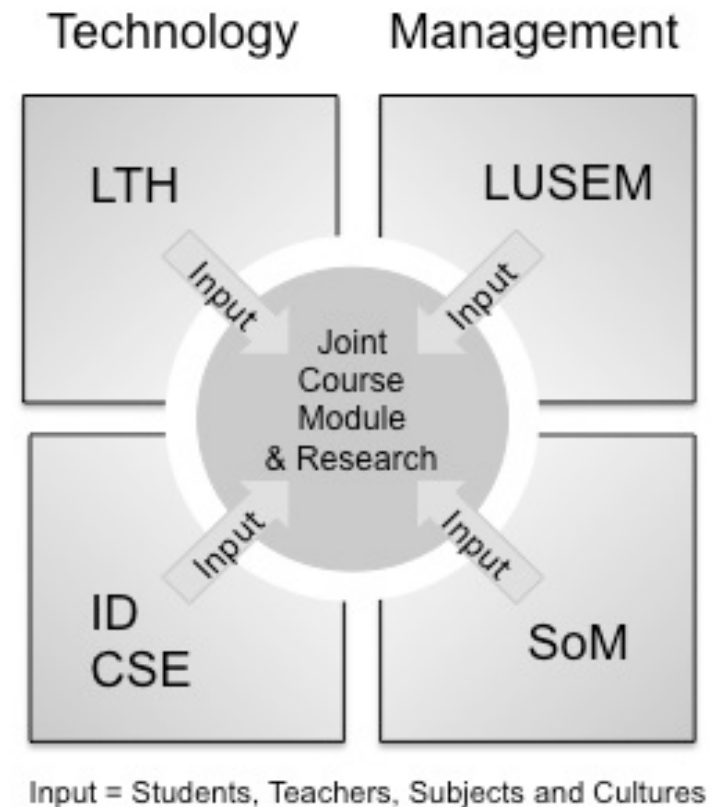 Technology
Management
LTH
LUSEM
Input
Input
Joint
Course
Module
& Research
Input
Input
ID
CSE
SoM
Input = Students, Teachers, Subjects and Cultures